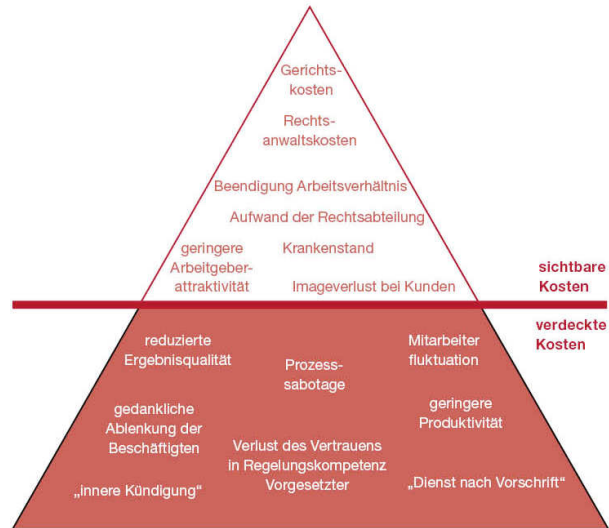 Gerichts-
kosten
Rechts-
anwaltskosten
Beendigung Arbeitsverhältnis
Aufwand der Rechtsabteilung
geringere
Arbeitgeber-
attraktivität
Krankenstand
Imageverlust bei Kunden
sichtbare
Kosten
verdeckte
Kosten
reduzierte
Ergebnisqualität
Prozess-
sabotage
Mitarbeiter
fluktuation
gedankliche
Ablenkung der
Beschäftigten
Verlust des Vertrauens
in Regelungskompetenz
Vorgesetzter
geringere
Produktivität
„innere Kündigung“
„Dienst nach Vorschrift“